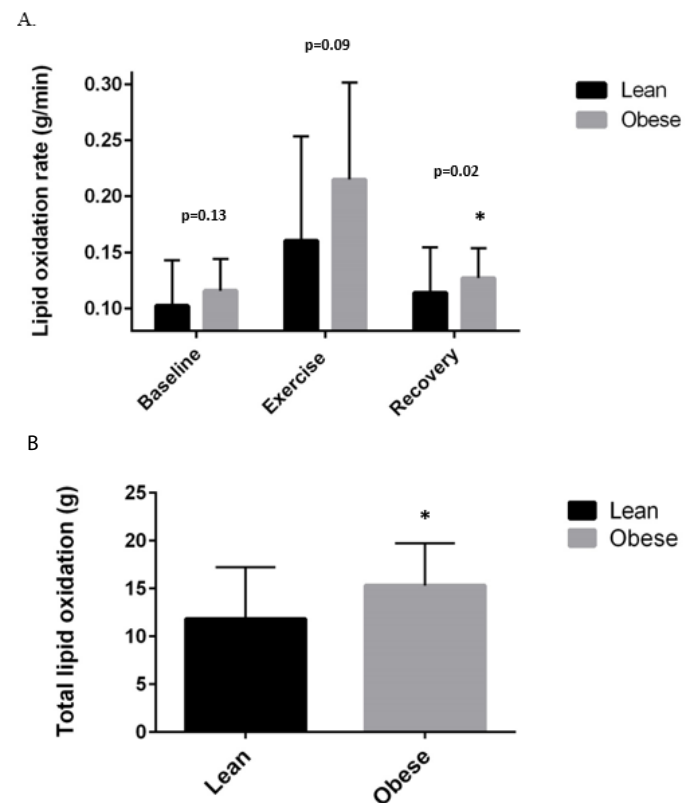 A.
p=0.09
Lipid oxidation rate (g/min)
0.30
0.25
0.20
0.15
0.10
p=0.13
p=0.02
*
Lean
Obese
Baseline
Exercise
Recovery
B
Total lipid oxidation (g)
25
20
15
10
5
0
*
Lean
Obese
Lean
Obese